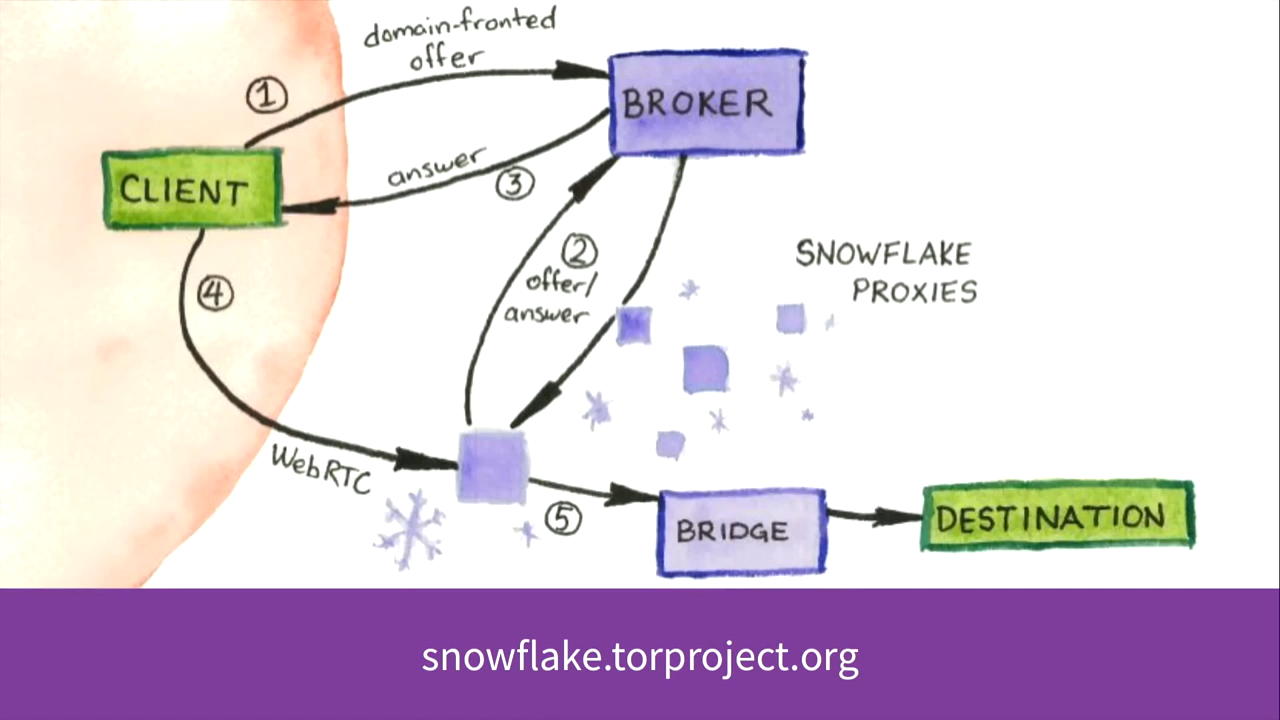 domain-fronted
offer
①
BROKER
CLIENT
answer
③
②
offer/
answer
SNOWFLAKE
PROXIES
④
WebRTC
⑤
BRIDGE
DESTINATION
snowflake.torproject.org